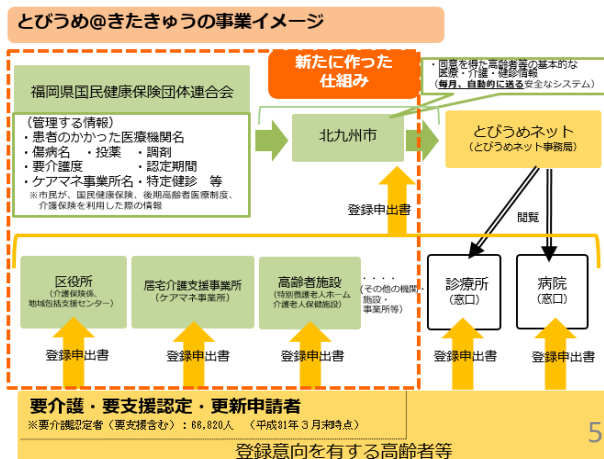 とびうめ@きたきゅうの事業イメージ
新たに作った
仕組み
・同意を得た高齢者等の基本的な
医療・介護・健診情報
(毎月、自動的に送る安全なシステム)
福岡県国民健康保険団体連合会
(管理する情報)
・患者のかかった医療機関名
・傷病名 ・投薬 ・調剤
・要介護度 ・認定期間
・ケアマネ事業所名・特定健診 等
※市民が、国民健康保険、後期高齢者医療制度、
介護保険を利用した際の情報
北九州市
とびうめネット
(とびうめネット事務局)
登録申出書
閲覧
区役所
(介護保険係、
地域包括支援センター)
居宅介護支援事業所
(ケアマネ事業所)
高齢者施設
(特別養護老人ホーム
介護老人保健施設)
・・・・
(その他の機関・
施設・
事業所等)
診療所
(窓口)
病院
(窓口)
登録申出書
登録申出書
登録申出書
登録申出書
登録申出書
要介護・要支援認定・更新申請者
※要介護認定者(要支援含む):66,820人 (平成31年3月末時点)
登録意向を有する高齢者等
5